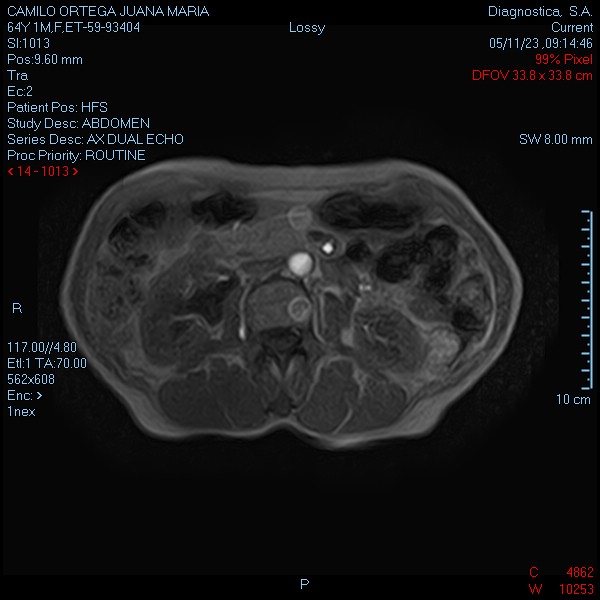 CAMILO ORTEGA JUANA MARIA
64Y 1M,F,ET-59-93404
SI:1013
Pos:9.60 mm
Tra
Ec:2
Patient Pos: HFS
Study Desc: ABDOMEN
Series Desc: AX DUAL ECHO
Proc Priority: ROUTINE
< 14 - 1013 >
Lossy
Diagnostica, S.A.
Current
05/11/23 ,09:14:46
99% Pixel
DFOV 33.8 x 33.8 cm
SW 8.00 mm
R
117.00//4.80
Etl:1 TA:70.00
562x608
Enc: >
1nex
10 cm
P
C 4862
W 10253